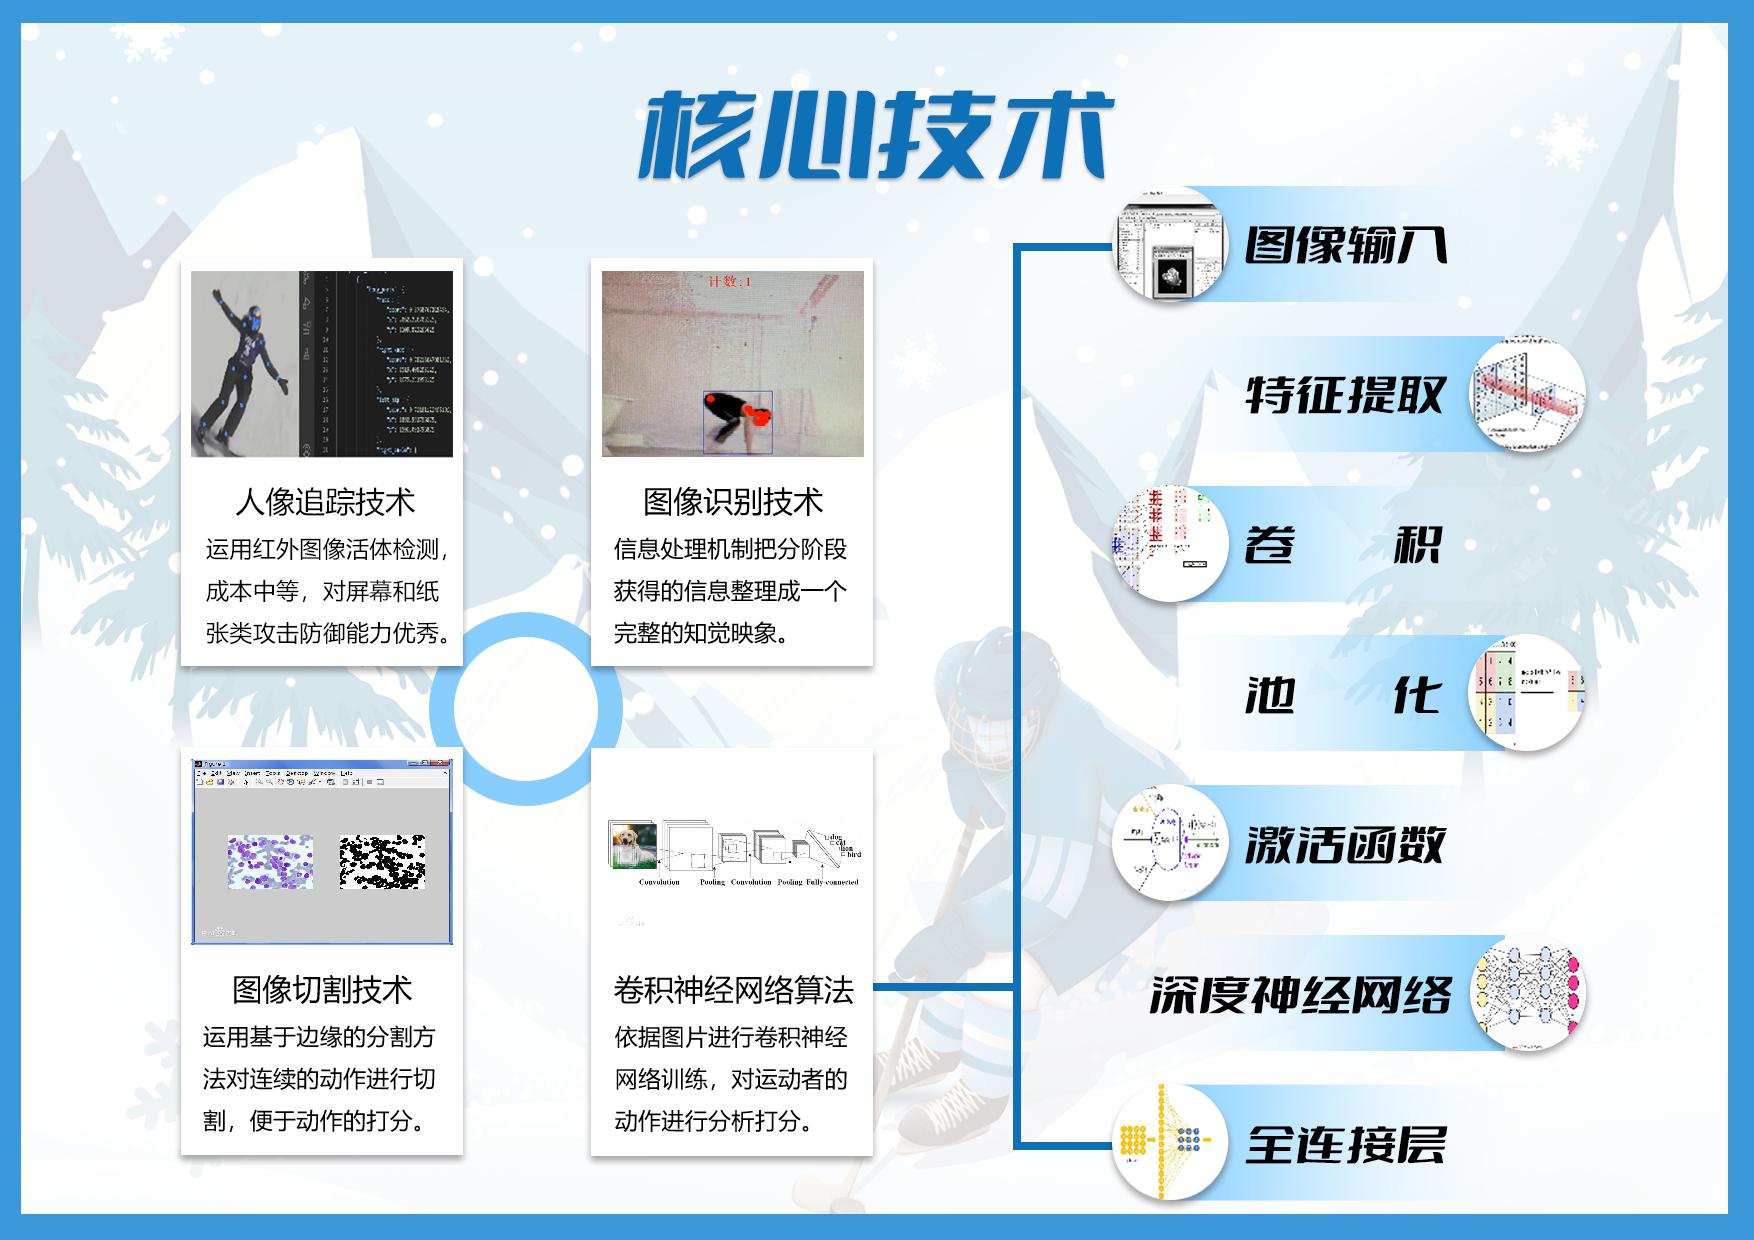 核心技术
计数:1
人像追踪技术
运用红外图像活体检测，
成本中等，对屏幕和纸
张类攻击防御能力优秀。
图像识别技术
信息处理机制把分阶段
获得的信息整理成一个
完整的知觉映象。
图像切割技术
运用基于边缘的分割方
法对连续的动作进行切
割，便于动作的打分。
dog
cat
lion
bird
Convolution Pooling Convolution Pooling Fully-connected
卷积神经网络算法
依据图片进行卷积神经
网络训练，对运动者的
动作进行分析打分。
图像输入
特征提取
卷积
池化
激活函数
深度神经网络
全连接层